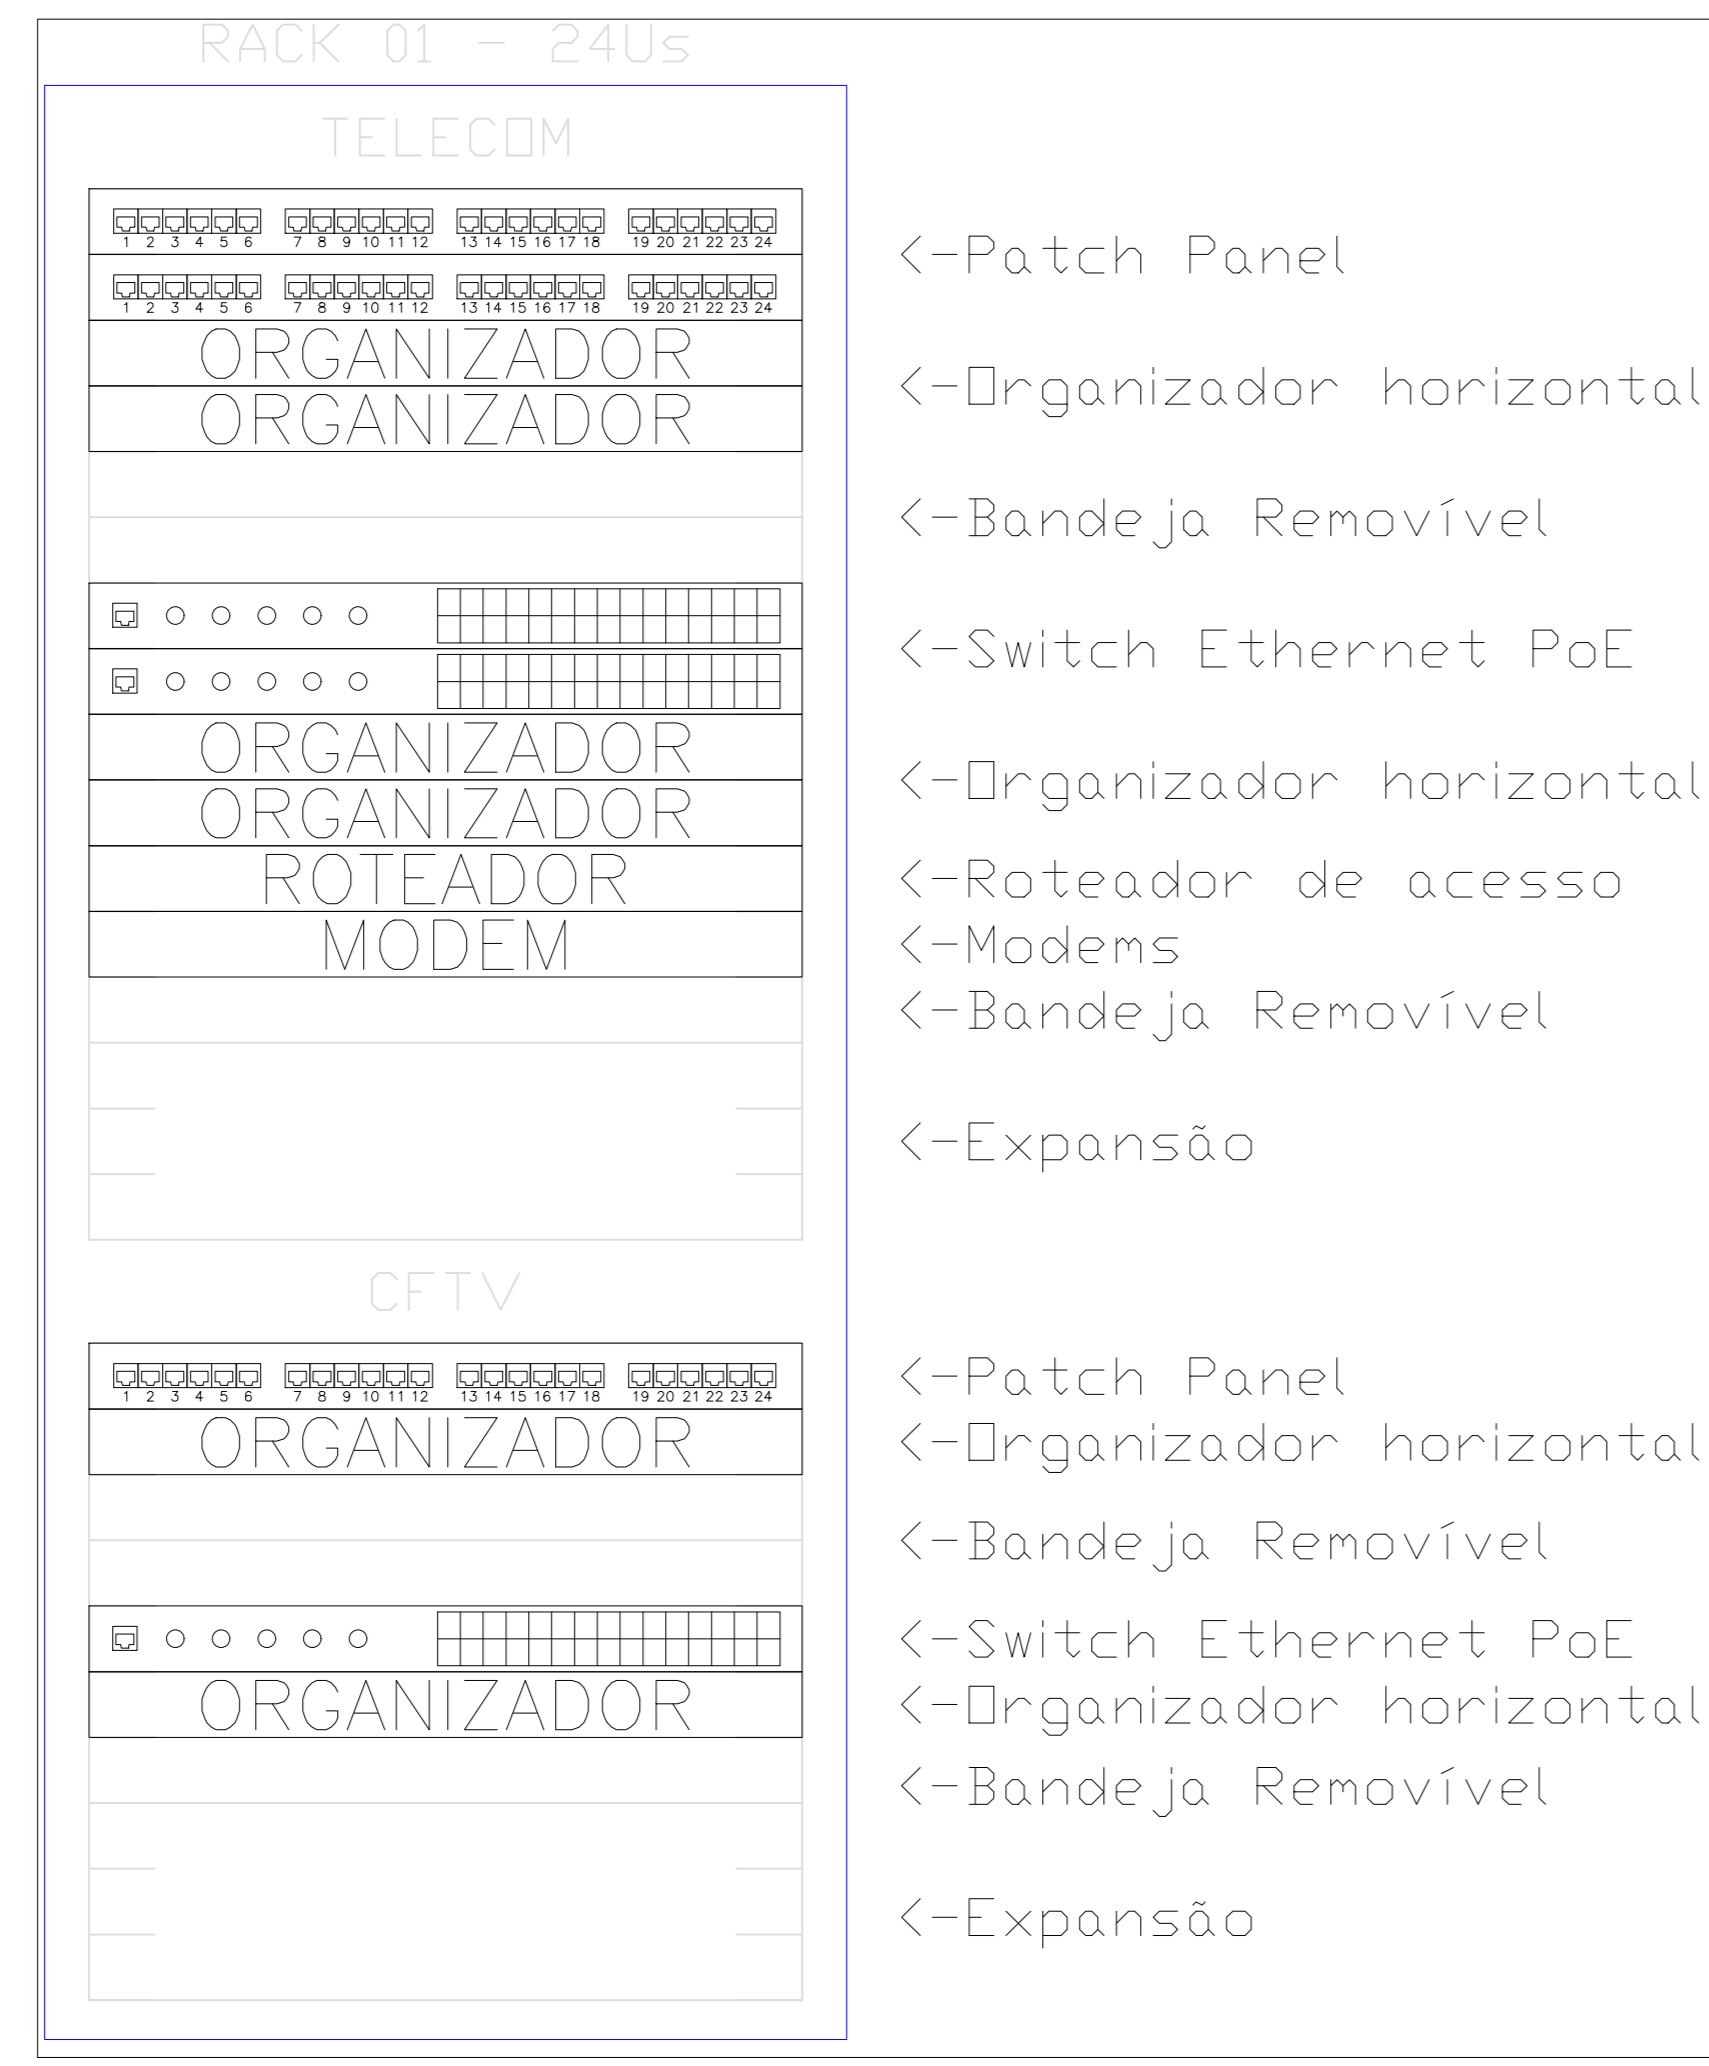 RACK 01 - 24Us
TELECOM
1 2 3 4 5 6 7 8 9 10 11 12 13 14 15 16 17 18 19 20 21 22 23 24
<-Patch Panel
1 2 3 4 5 6 7 8 9 10 11 12 13 14 15 16 17 18 19 20 21 22 23 24
ORGANIZADOR
<-Organizador horizontal
ORGANIZADOR
<-Bandeja Removível
<-Switch Ethernet PoE
ORGANIZADOR
<-Organizador horizontal
ORGANIZADOR
ROTEADOR <-Roteador de acesso
MODEM <-Modems
<-Bandeja Removível
<-Expansão
CFTV
1 2 3 4 5 6 7 8 9 10 11 12 13 14 15 16 17 18 19 20 21 22 23 24 <-Patch Panel
ORGANIZADOR <-Organizador horizontal
<-Bandeja Removível
<-Switch Ethernet PoE
ORGANIZADOR <-Organizador horizontal
<-Bandeja Removível
<-Expansão